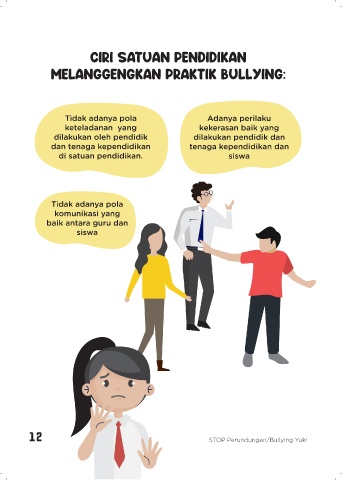 CIRI SATUAN PENDIDIKAN
MELANGGENGKAN PRAKTIK BULLYING:
Tidak adanya pola
keteladanan yang
dilakukan oleh pendidik
dan tenaga kependidikan
di satuan pendidikan.
Adanya perilaku
kekerasan baik yang
dilakukan pendidik dan
tenaga kependidikan dan
siswa
Tidak adanya pola
komunikasi yang
baik antara guru dan
siswa
12
STOP Perundungan/Bullying Yuk!